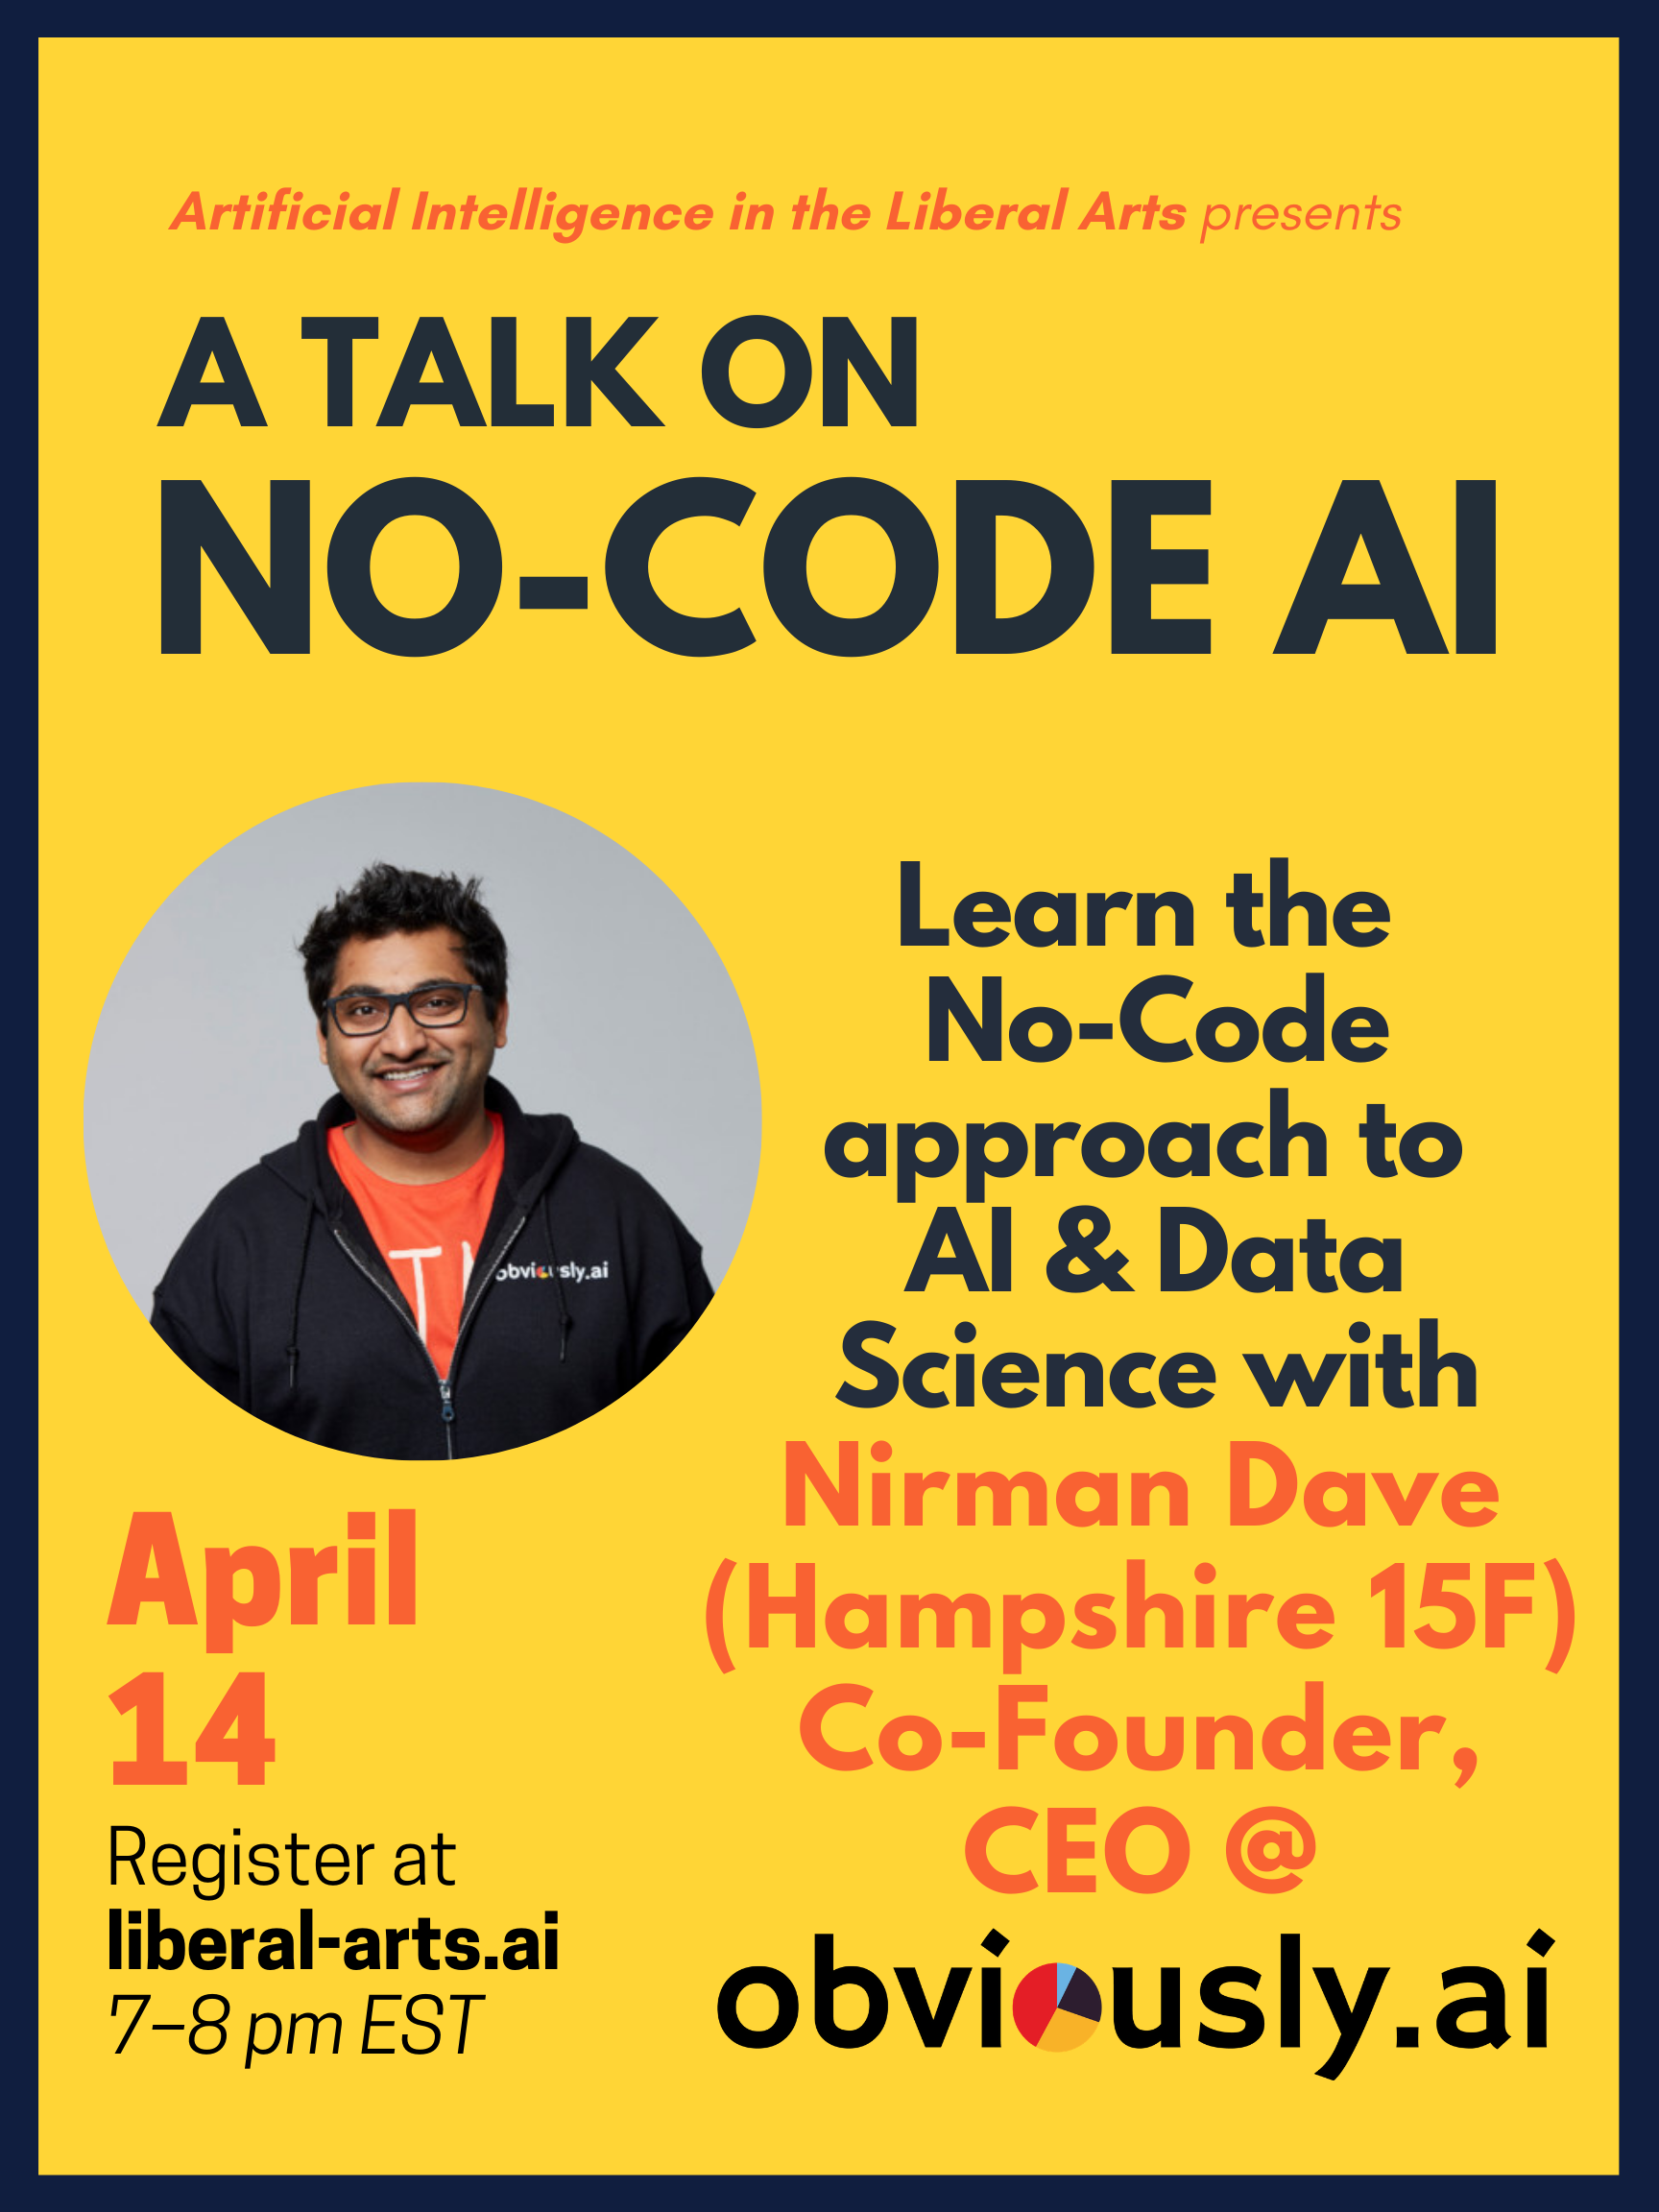 Artificial Intelligence in the Liberal Arts presents
A TALK ON
NO-CODE AI
obviously.ai
Learn the
No-Code
approach to
AI & Data
Science with
Nirman Dave
(Hampshire 15F)
Co-Founder,
CEO @
obviously.ai
April
14
Register at
liberal-arts.ai
7–8 pm EST